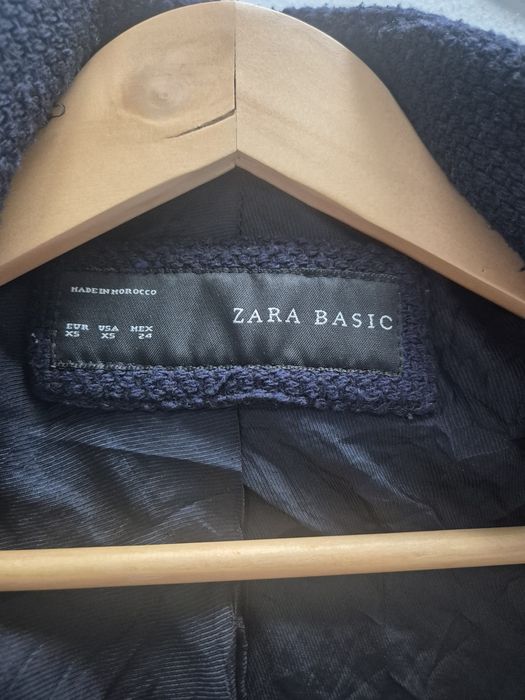 MADE IN MOROCCO
ZARA BASIC
EUR USA MEX
XS XS 24